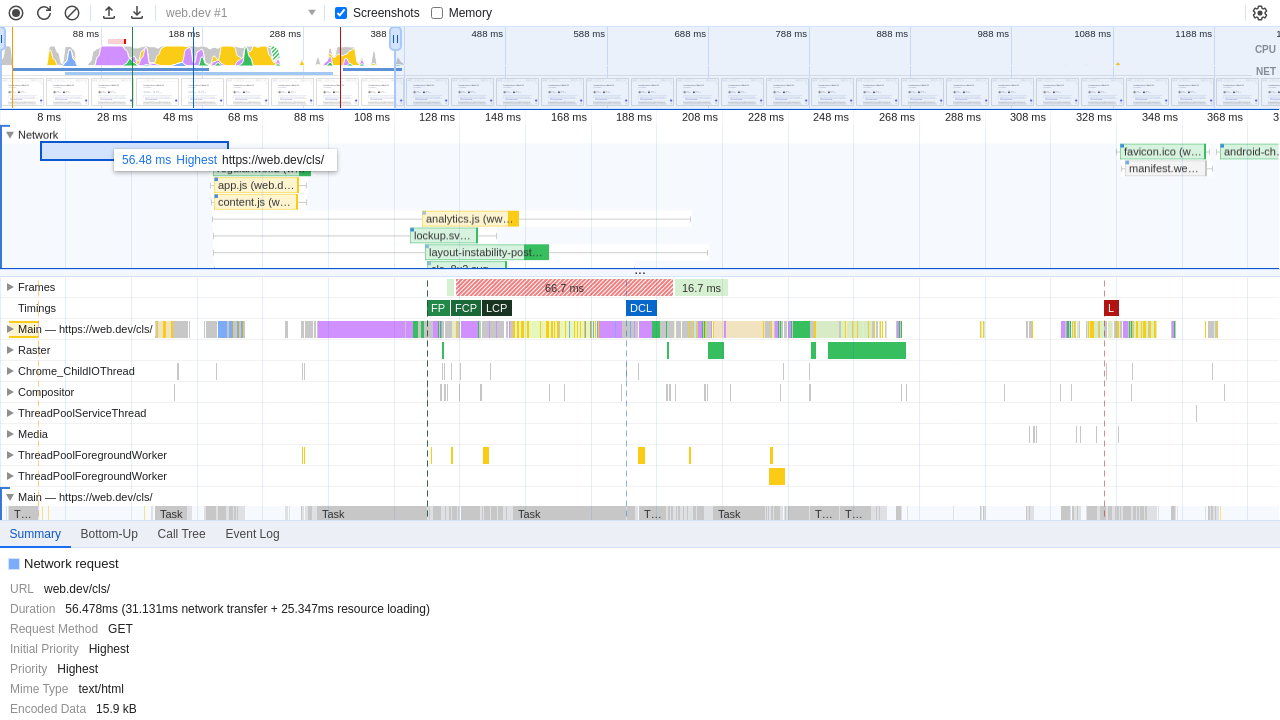 web.dev #1 Screenshots Memory
88 ms 188 ms 288 ms 388 488 ms 588 ms 688 ms 788 ms 888 ms 988 ms 1088 ms 1188 ms 1
CPU
NET
8 ms 28 ms 48 ms 68 ms 88 ms 108 ms 128 ms 148 ms 168 ms 188 ms 208 ms 228 ms 248 ms 268 ms 288 ms 308 ms 328 ms 348 ms 368 ms 3
Network
56.48 ms Highest https://web.dev/cls/
favicon.ico (w… android-ch…
manifest.we…
app.js (web.d…
content.js (w…
analytics.js (ww…
lockup.sv…
layout-instability-post…
Frames 66.7 ms 16.7 ms
Timings FP FCP LCP DCL L
Main — https://web.dev/cls/
Raster
Chrome_ChildIOThread
Compositor
ThreadPoolServiceThread
Media
ThreadPoolForegroundWorker
ThreadPoolForegroundWorker
Main — https://web.dev/cls/
T… Task Task Task T… Task T… T…
Summary Bottom-Up Call Tree Event Log
Network request
URL web.dev/cls/
Duration 56.478ms (31.131ms network transfer + 25.347ms resource loading)
Request Method GET
Initial Priority Highest
Priority Highest
Mime Type text/html
Encoded Data 15.9 kB